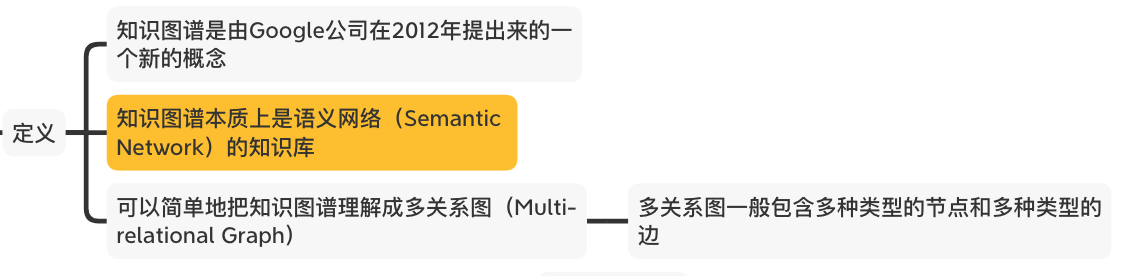 知识图谱是由Google公司在2012年提出来的一
个新的概念
定义
知识图谱本质上是语义网络（Semantic
Network）的知识库
可以简单地把知识图谱理解成多关系图（Multi-
relational Graph）
多关系图一般包含多种类型的节点和多种类型的
边